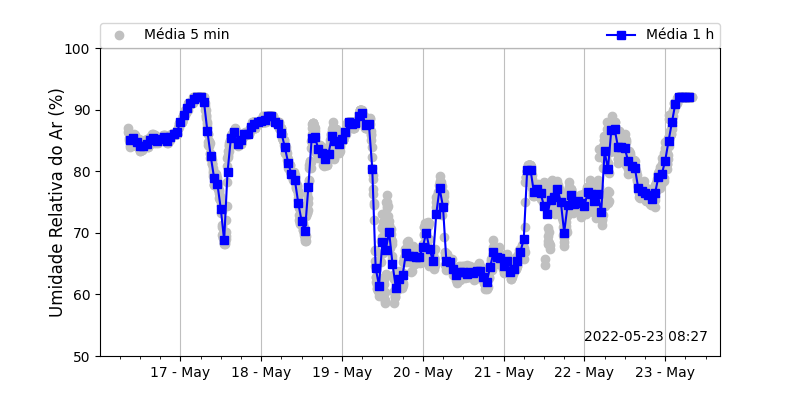 Média 5 min
Média 1 h
Umidade Relativa do Ar (%)
100
90
80
70
60
50
2022-05-23 08:27
17 - May
18 - May
19 - May
20 - May
21 - May
22 - May
23 - May